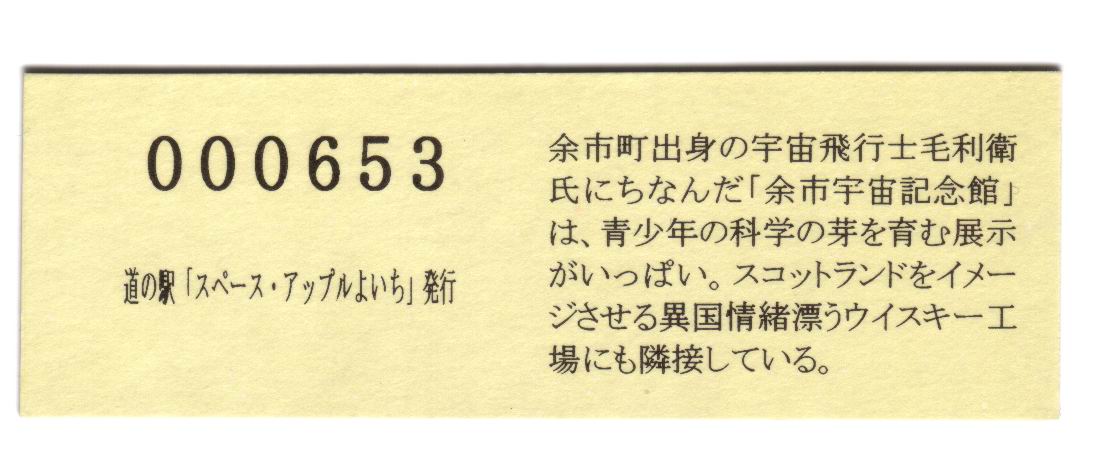 000653
道の駅「スペース・アップルよいち」発行
余市町出身の宇宙飛行士毛利衛
氏にちなんだ「余市宇宙記念館」
は、青少年の科学の芽を育む展示
がいっぱい。スコットランドをイメー
ジさせる異国情緒漂うウイスキー工
場にも隣接している。